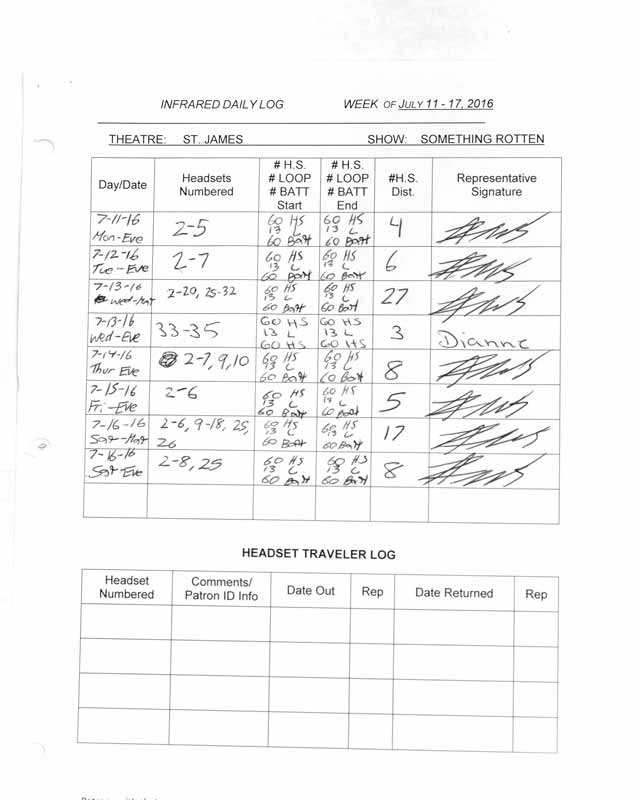 INFRARED DAILY LOG WEEK OF JULY 11 - 17, 2016
THEATRE: ST. JAMES SHOW: SOMETHING ROTTEN
Day/Date Headsets Numbered # H.S. # LOOP # BATT Start # H.S. # LOOP # BATT End #H.S. Dist. Representative Signature
7-11-16 Mon-Eve 2-5 60 HS 13 L 60 Batt 60 HS 13 L 60 Batt 4
7-12-16 Tue-Eve 2-7 60 HS 13 L 60 Batt 60 HS 13 L 60 Batt 6
7-13-16 Wed-Mat 2-20, 25-32 60 HS 13 L 60 Batt 60 HS 13 L 60 Batt 27
7-13-16 Wed-Eve 33-35 60 HS 13 L 60 HS 60 HS 13 L 60 HS 3 Dianne
7-14-16 Thur Eve 2-7, 9, 10 60 HS 13 L 60 Batt 60 HS 13 L 60 Batt 8
7-15-16 Fri-Eve 2-6 60 HS 13 L 60 Batt 60 HS 13 L 60 Batt 5
7-16-16 Sat-Mat 2-6, 9-18, 25, 26 60 HS 13 L 60 Batt 60 HS 13 L 60 Batt 17
7-16-16 Sat Eve 2-8, 25 60 HS 13 L 60 Batt 60 HS 13 L 60 Batt 8
HEADSET TRAVELER LOG
Headset Numbered Comments/ Patron ID Info Date Out Rep Date Returned Rep